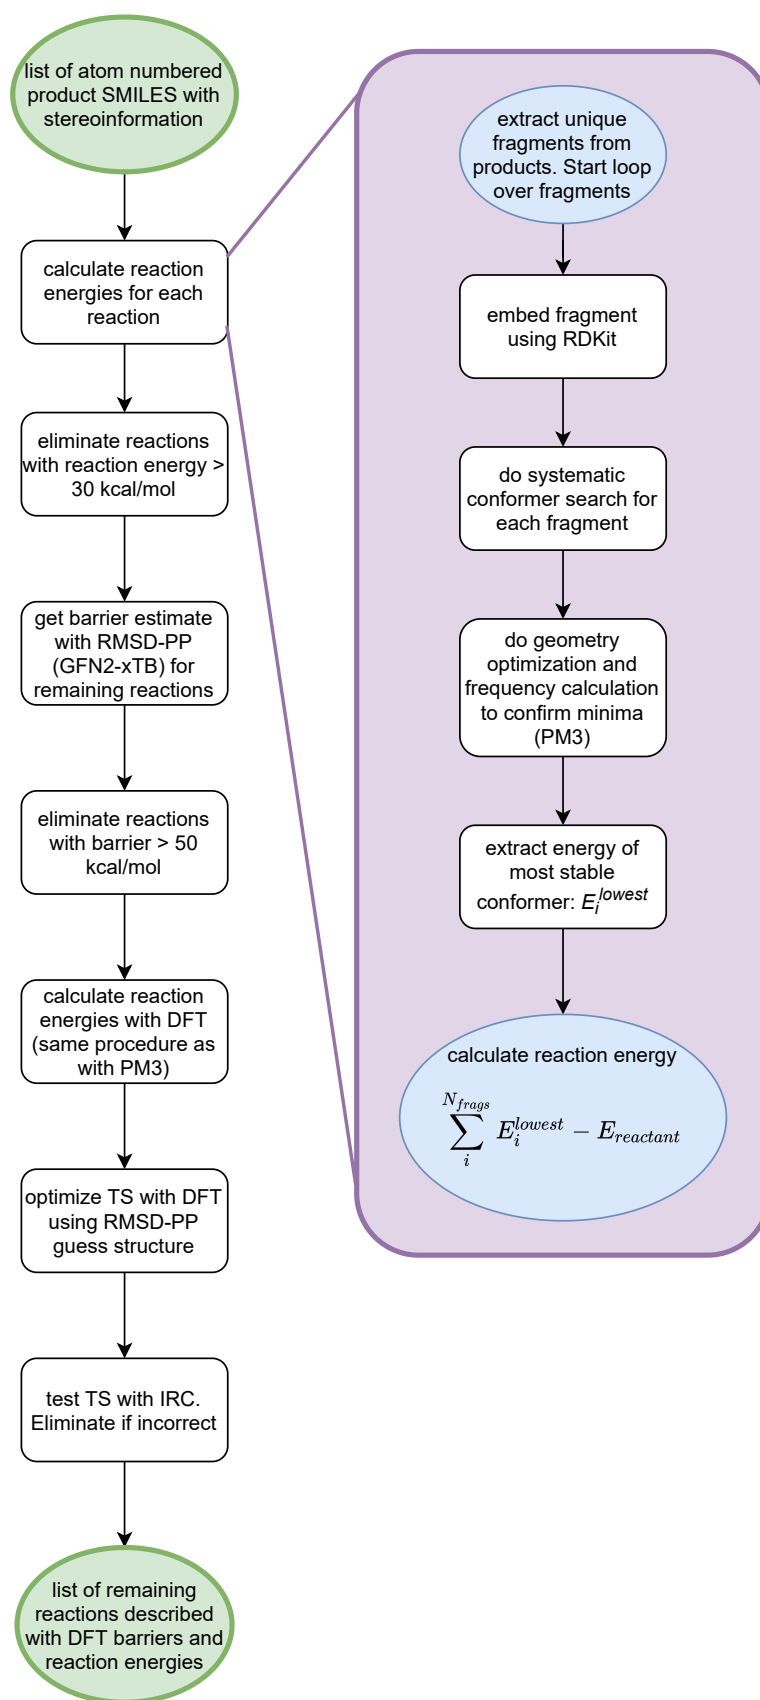 list of atom numbered
product SMILES with
stereoinformation
calculate reaction
energies for each
reaction
eliminate reactions
with reaction energy >
30 kcal/mol
get barrier estimate
with RMSD-PP
(GFN2-xTB) for
remaining reactions
eliminate reactions
with barrier > 50
kcal/mol
calculate reaction
energies with DFT
(same procedure as
with PM3)
optimize TS with DFT
using RMSD-PP
guess structure
test TS with IRC.
Eliminate if incorrect
list of remaining
reactions described
with DFT barriers and
reaction energies
extract unique
fragments from
products. Start loop
over fragments
embed fragment
using RDKit
do systematic
conformer search for
each fragment
do geometry
optimization and
frequency calculation
to confirm minima
(PM3)
extract energy of
most stable
conformer: E_i^{lowest}
calculate reaction energy
\sum_{i}^{N_{frags}} E_i^{lowest} − E_{reactant}